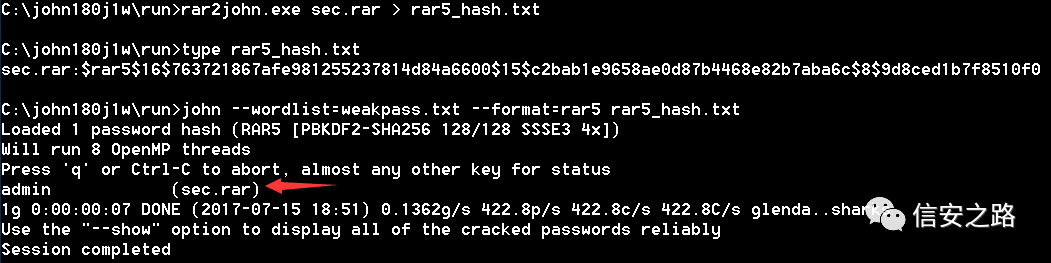 C:\john180j1w\run>rar2john.exe sec.rar > rar5_hash.txt
C:\john180j1w\run>type rar5_hash.txt
sec.rar:$rar5$16$763721867afe981255237814d84a6600$15$c2bab1e9658ae0d87b4468e82b7aba6c$8$9d8ced1b7f8510f0
C:\john180j1w\run>john --wordlist=weakpass.txt --format=rar5 rar5_hash.txt
Loaded 1 password hash (RAR5 [PBKDF2-SHA256 128/128 SSSE3 4x])
Will run 8 OpenMP threads
Press 'q' or Ctrl-C to abort, almost any other key for status
admin (sec.rar)
1g 0:00:00:07 DONE (2017-07-15 18:51) 0.1362g/s 422.8p/s 422.8c/s 422.8C/s
Use the "--show" option to display all of the cracked passwords reliably
Session completed
信安之路